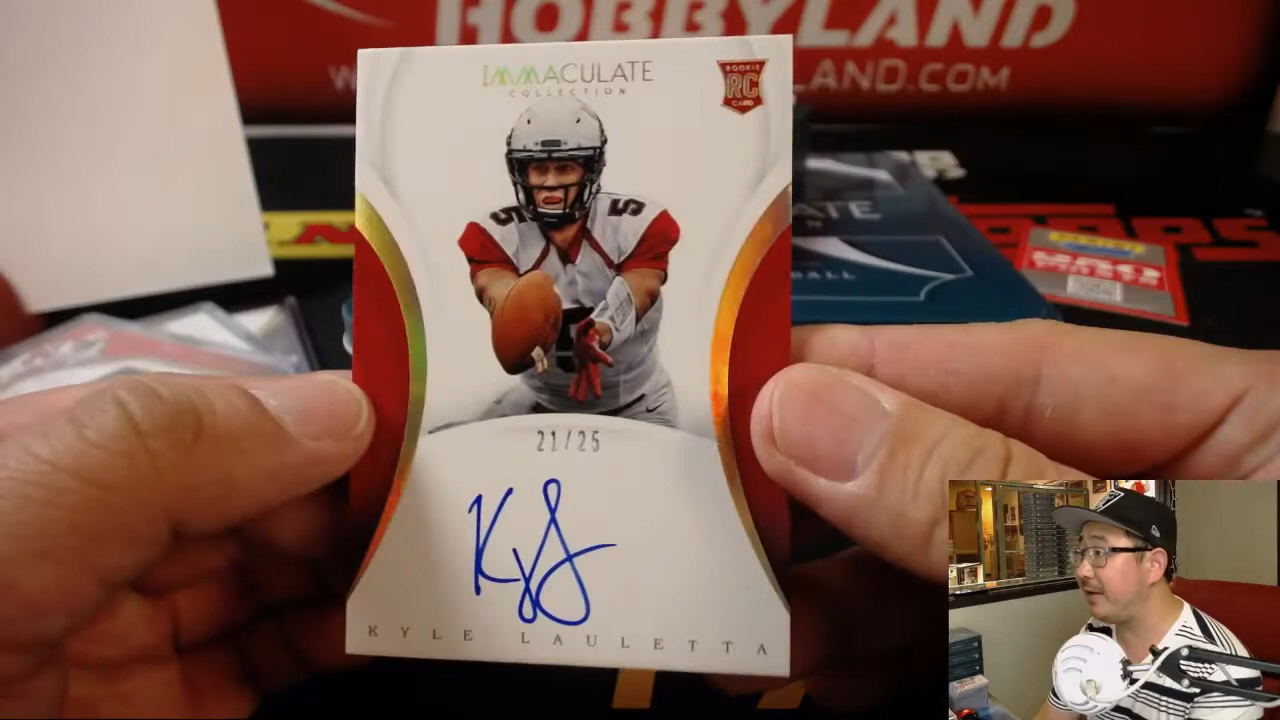 HOBBYLAND
LAND.COM
IMMACULATE
COLLECTION
ROOKIE
RC
CARD
5 5
21/25
KYLE LAULETTA